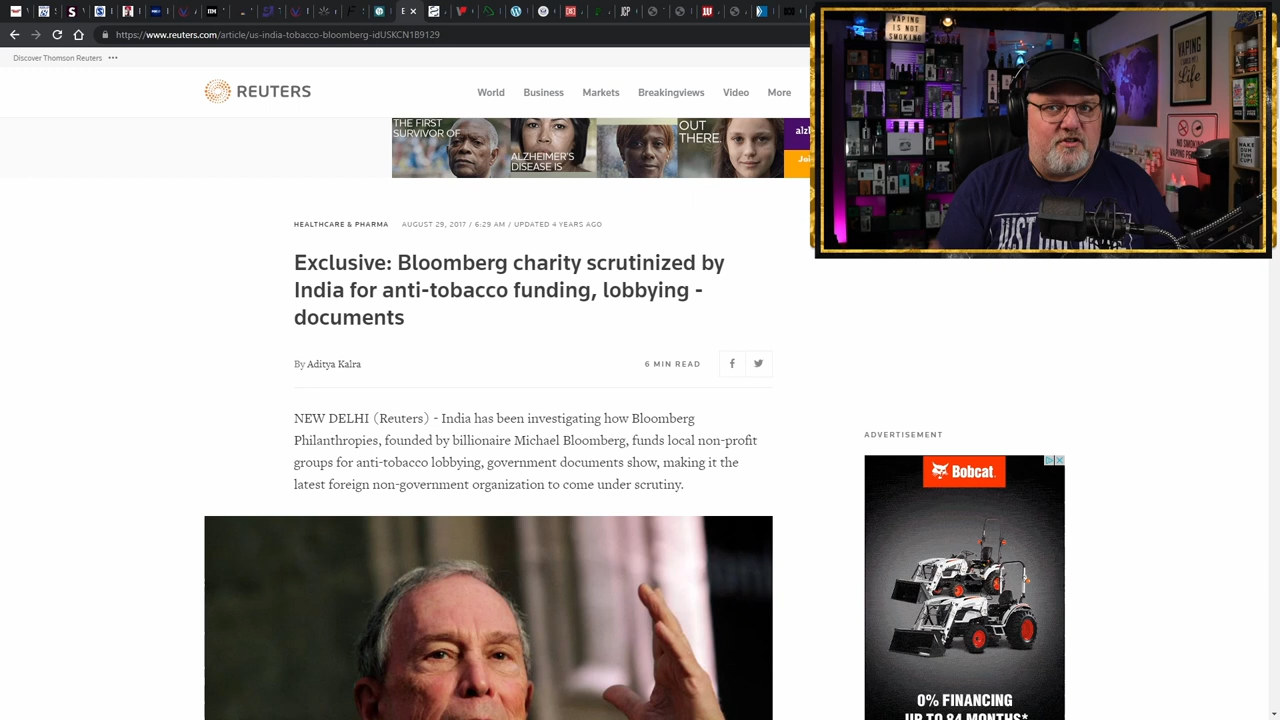 https://www.reuters.com/article/us-india-tobacco-bloomberg-idUSKCN1B9129
Discover Thomson Reuters •••
REUTERS
World Business Markets Breakingviews Video More
THE FIRST
SURVIVOR OF
ALZHEIMER'S
DISEASE IS
OUT
THERE.
VAPING
IS NOT
SMOKING
VAPING
Life
NO SMOKING
WAKE
CUP!
JUST
HEALTHCARE & PHARMA AUGUST 29, 2017 / 6:29 AM / UPDATED 4 YEARS AGO
Exclusive: Bloomberg charity scrutinized by
India for anti-tobacco funding, lobbying -
documents
By Aditya Kalra
6 MIN READ
NEW DELHI (Reuters) - India has been investigating how Bloomberg
Philanthropies, founded by billionaire Michael Bloomberg, funds local non-profit
groups for anti-tobacco lobbying, government documents show, making it the
latest foreign non-government organization to come under scrutiny.
ADVERTISEMENT
Bobcat.
0% FINANCING
UP TO 84 MONTHS*